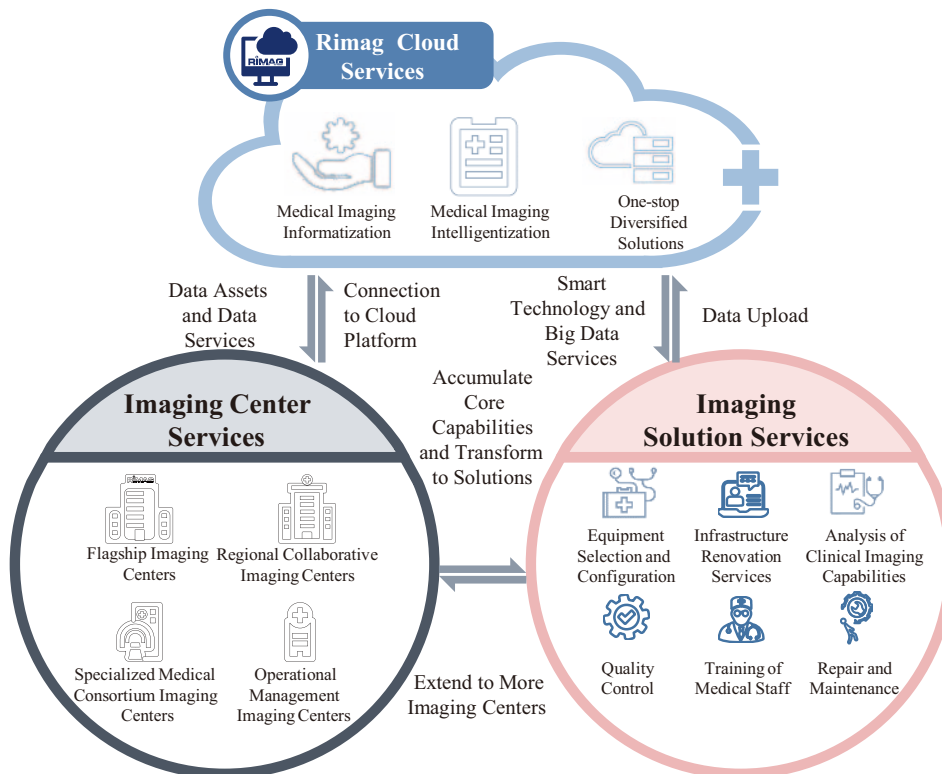 RIMAG
Rimag Cloud
Services
Medical Imaging
Informatization
Medical Imaging
Intelligentization
One-stop
Diversified
Solutions
Data Assets
and Data
Services
Connection
to Cloud
Platform
Smart
Technology and
Big Data
Services
Data Upload
Accumulate
Core
Capabilities
and Transform
to Solutions
Imaging Center
Services
RIMAG
Flagship Imaging
Centers
Regional Collaborative
Imaging Centers
Specialized Medical
Consortium Imaging
Centers
Operational
Management
Imaging Centers
Extend to More
Imaging Centers
Imaging
Solution Services
Equipment
Selection and
Configuration
Infrastructure
Renovation
Services
Analysis of
Clinical Imaging
Capabilities
Quality
Control
Training of
Medical Staff
Repair and
Maintenance